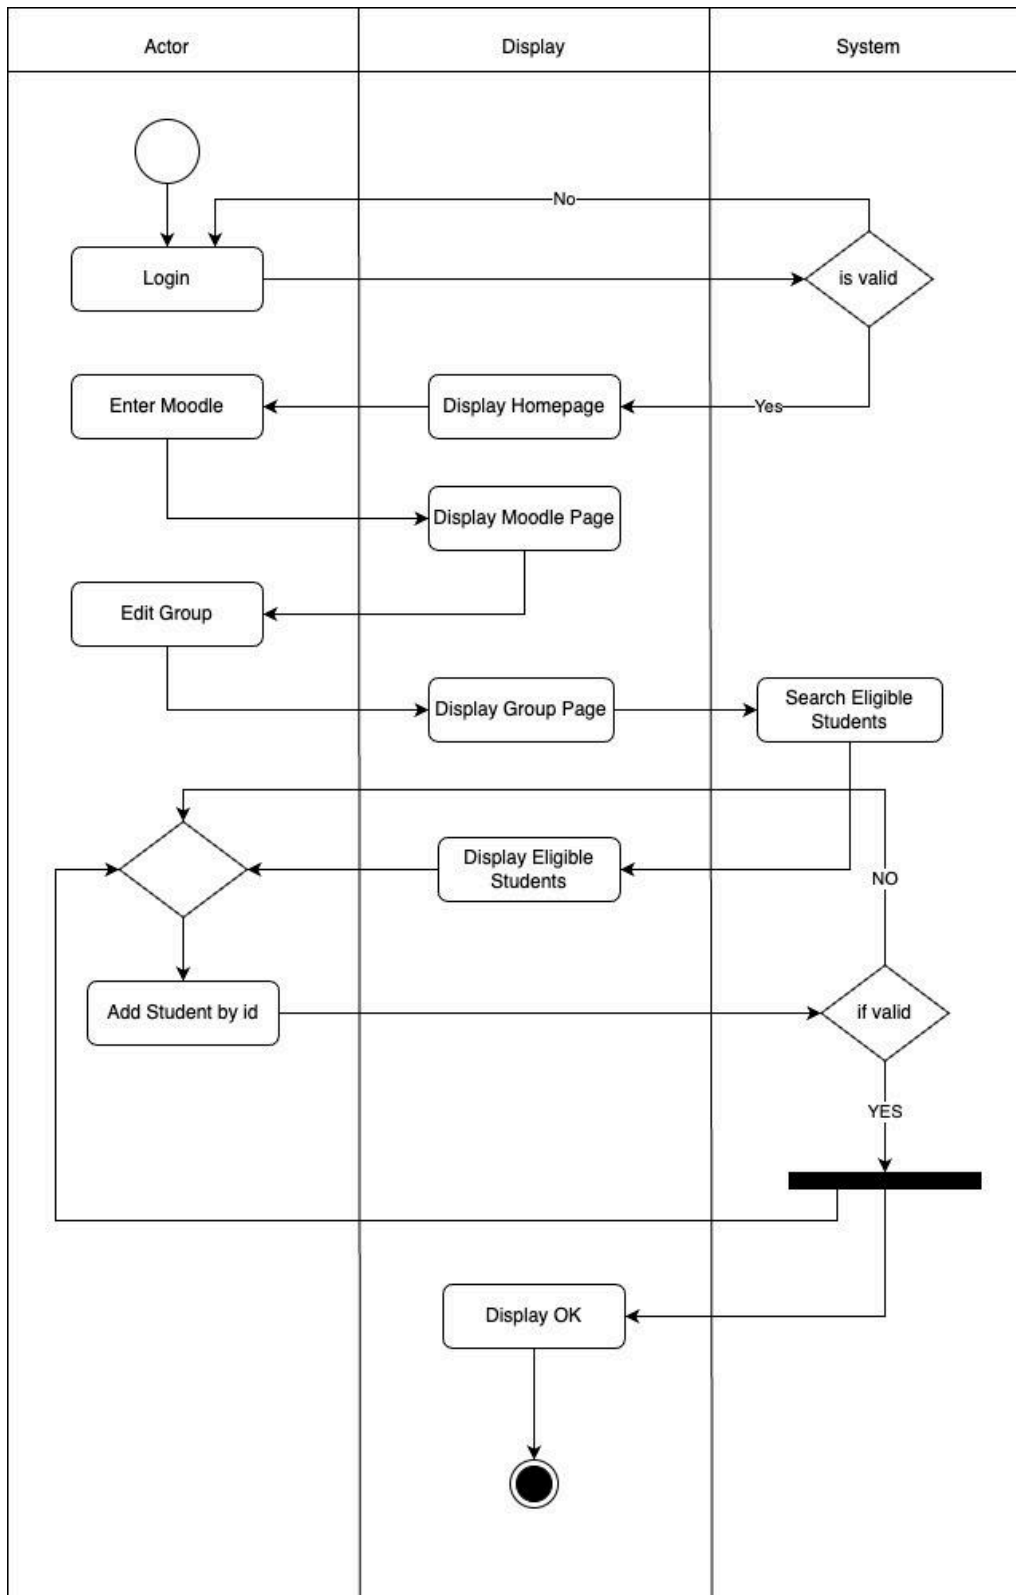 Actor
Display
System
No
Login
is valid
Enter Moodle
Display Homepage
Yes
Display Moodle Page
Edit Group
Display Group Page
Search Eligible
Students
Display Eligible
Students
NO
Add Student by id
if valid
YES
Display OK